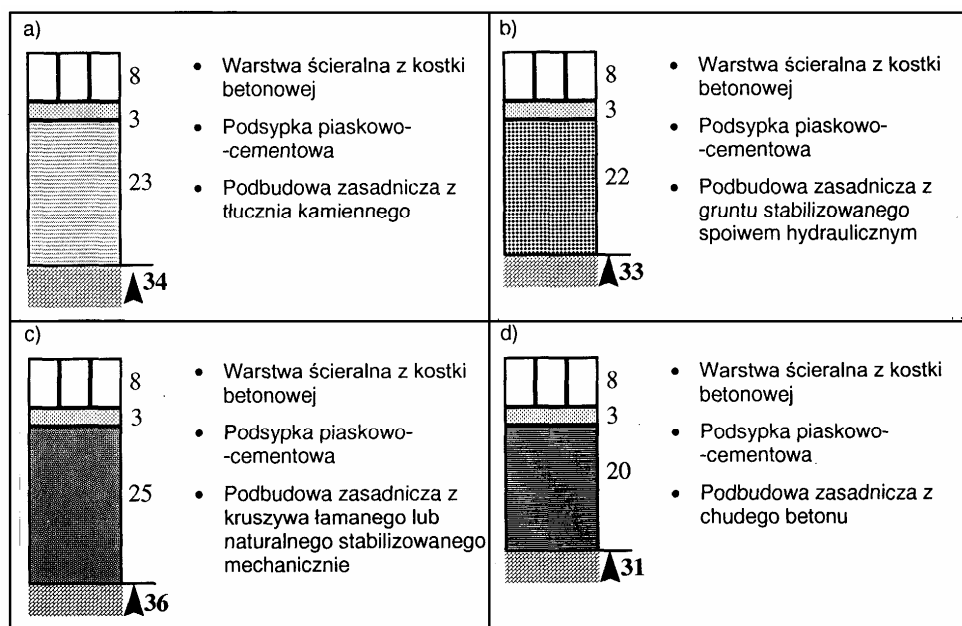 a)
8
3
23
34
• Warstwa ścieralna z kostki
betonowej
• Podsypka piaskowo-
-cementowa
• Podbudowa zasadnicza z
tłucznia kamiennego
b)
8
3
22
33
• Warstwa ścieralna z kostki
betonowej
• Podsypka piaskowo-
-cementowa
• Podbudowa zasadnicza z
gruntu stabilizowanego
spoiwem hydraulicznym
c)
8
3
25
36
• Warstwa ścieralna z kostki
betonowej
• Podsypka piaskowo-
-cementowa
• Podbudowa zasadnicza z
kruszywa łamanego lub
naturalnego stabilizowanego
mechanicznie
d)
8
3
20
31
• Warstwa ścieralna z kostki
betonowej
• Podsypka piaskowo-
-cementowa
• Podbudowa zasadnicza z
chudego betonu